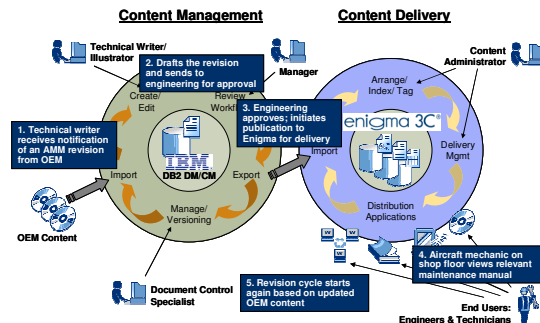 Content Management
Content Delivery
Technical Writer/
Illustrator
2. Drafts the revision
and sends to
engineering for approval
Manager
Content
Administrator
Create/
Edit
Review
Arrange/
Index/ Tag
3. Engineering
approves; initiates
publication to
Enigma for delivery
enigma 3C®
1. Technical writer
receives notification
of an AMM revision
from OEM
IBM
DB2 DM/CM
Import
Export
Import
Delivery
Mgmt
Manage/
Versioning
Distribution
Applications
OEM Content
W
W
W
4. Aircraft mechanic on
shop floor views relevant
maintenance manual
5. Revision cycle starts
again based on updated
OEM content
Document Control
Specialist
End Users:
Engineers & Technicians